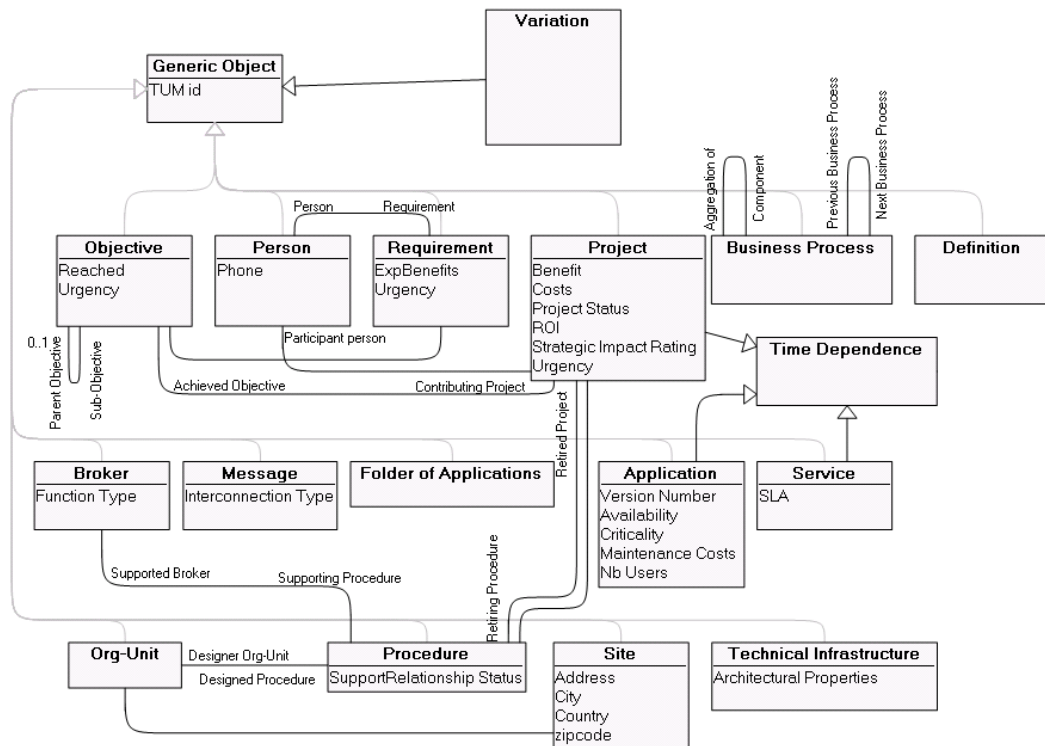 Variation
Generic Object
TUM id
Aggregation of
Component
Previous Business Process
Next Business Process
Person
Requirement
Objective
Reached
Urgency
Person
Phone
Requirement
ExpBenefits
Urgency
Project
Benefit
Costs
Project Status
ROI
Strategic Impact Rating
Urgency
Business Process
Definition
0..1
Parent Objective
Sub-Objective
Participant person
Achieved Objective
Contributing Project
Time Dependence
Retired Project
Broker
Function Type
Message
Interconnection Type
Folder of Applications
Application
Version Number
Availability
Criticality
Maintenance Costs
Nb Users
Service
SLA
Supported Broker
Supporting Procedure
Retiring Procedure
Org-Unit
Designer Org-Unit
Designed Procedure
Procedure
SupportRelationship Status
Site
Address
City
Country
zipcode
Technical Infrastructure
Architectural Properties